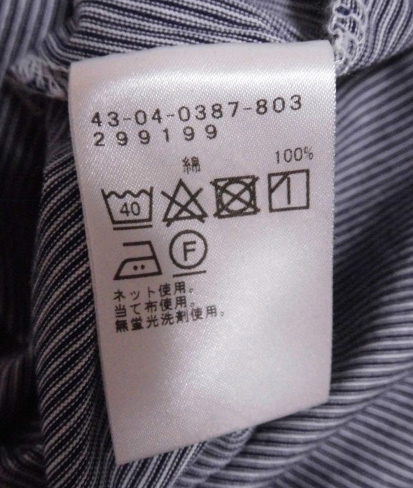 43-04-0387-803
299199
綿 100%
40
F
ネット使用。
当て布使用。
無蛍光洗剤使用。